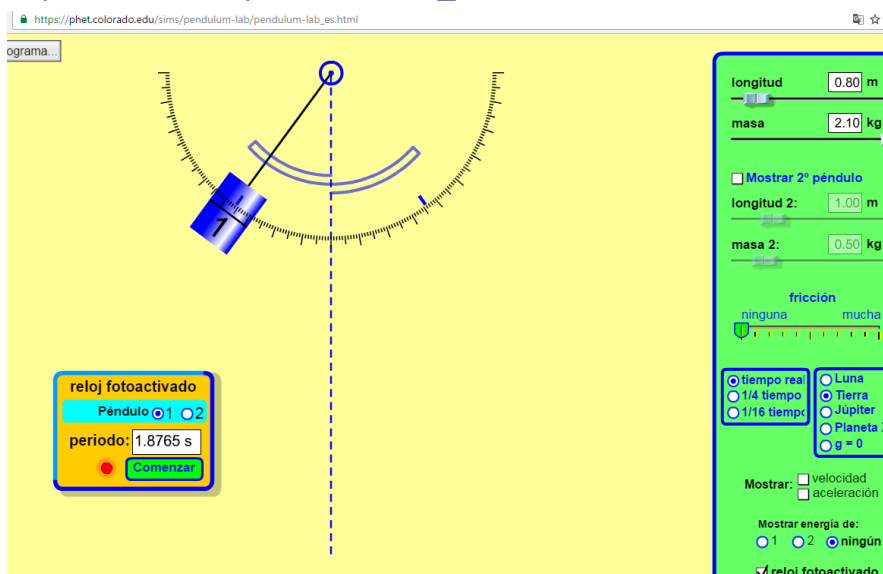 https://phet.colorado.edu/sims/pendulum-lab/pendulum-lab_es.html
ograma...
longitud 0.80 m
masa 2.10 kg
Mostrar 2º péndulo
longitud 2: 1.00 m
masa 2: 0.50 kg
fricción
ninguna mucha
tiempo real
1/4 tiempo
1/16 tiempo
Luna
Tierra
Júpiter
Planeta
g = 0
Mostrar: velocidad
aceleración
Mostrar energía de:
1 2 ningún
reloj fotoactivado
1
reloj fotoactivado
Péndulo 1 2
periodo: 1.8765 s
Comenzar